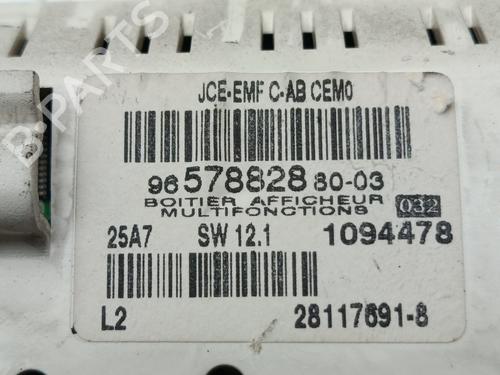 JCE-EMF C-AB CEM0
96 578828 80-03
BOITIER AFFICHEUR
MULTIFONCTIONS 032
25A7 SW 12.1 1094478
L2 28117691-8
B-PARTS